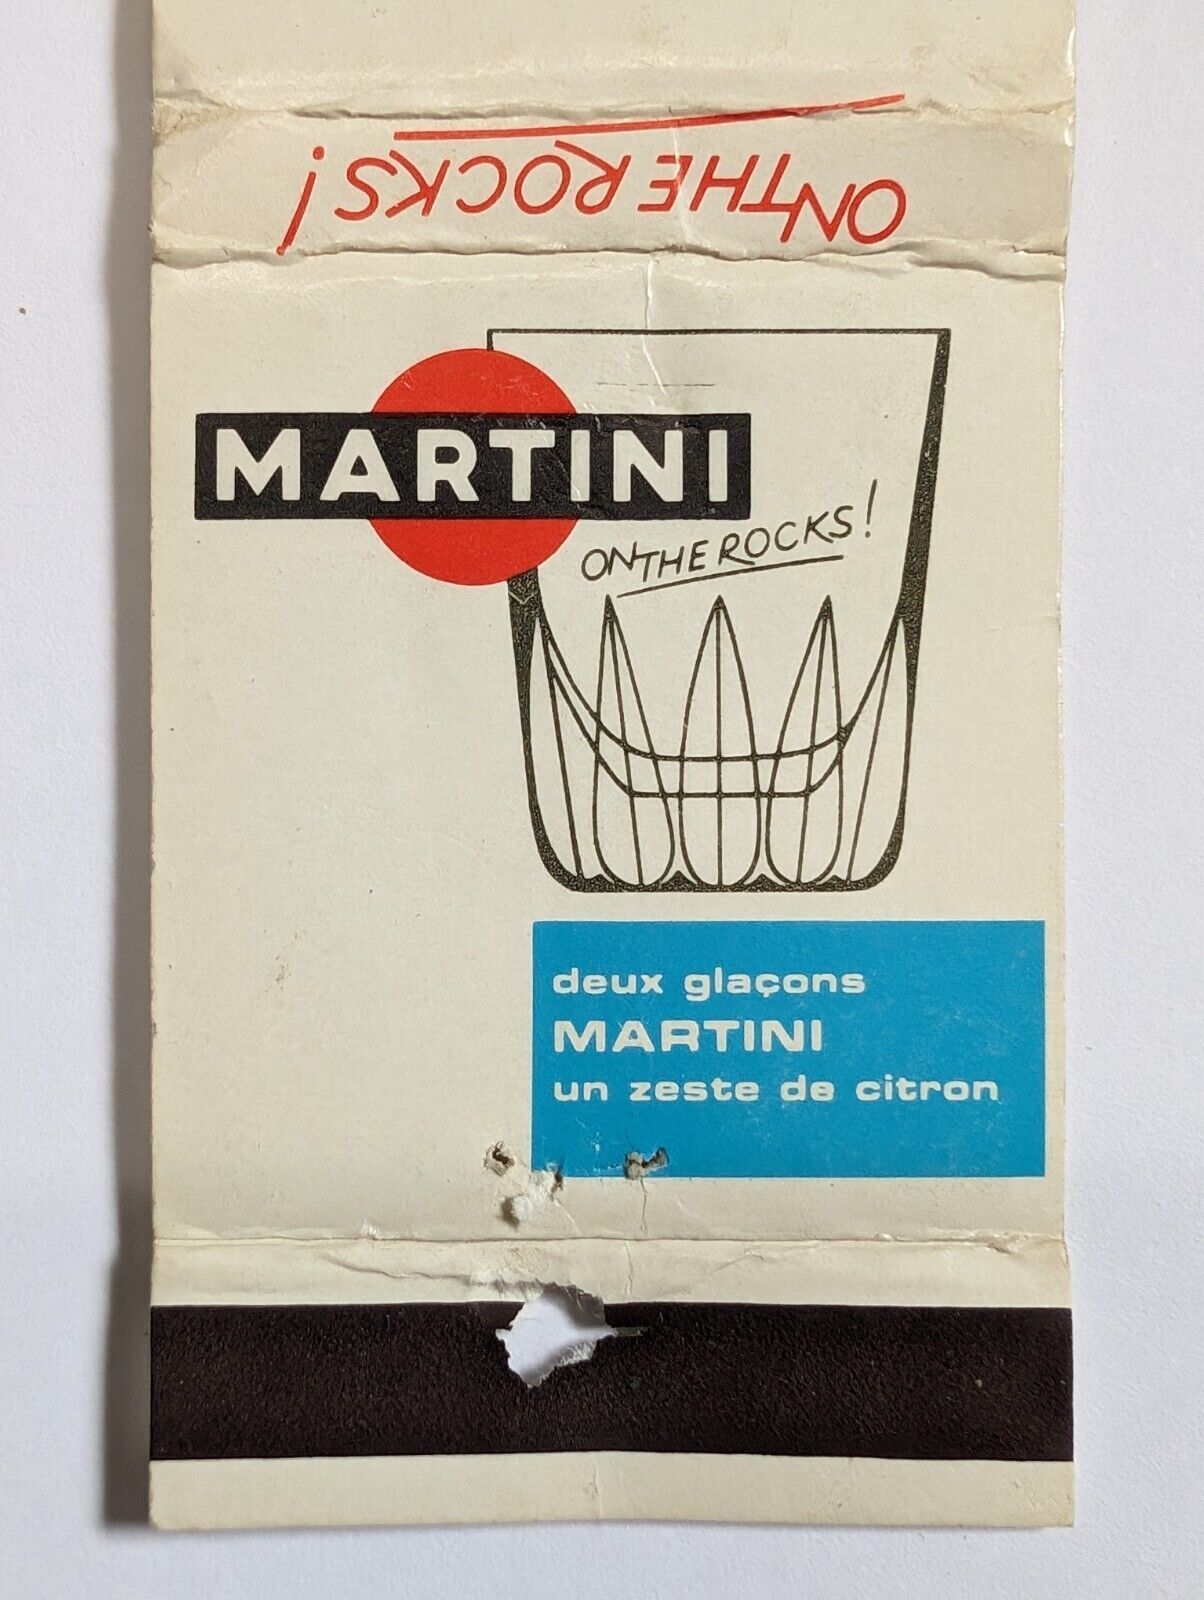 ON THE ROCKS!
MARTINI
ON THE ROCKS!
deux glaçons
MARTINI
un zeste de citron